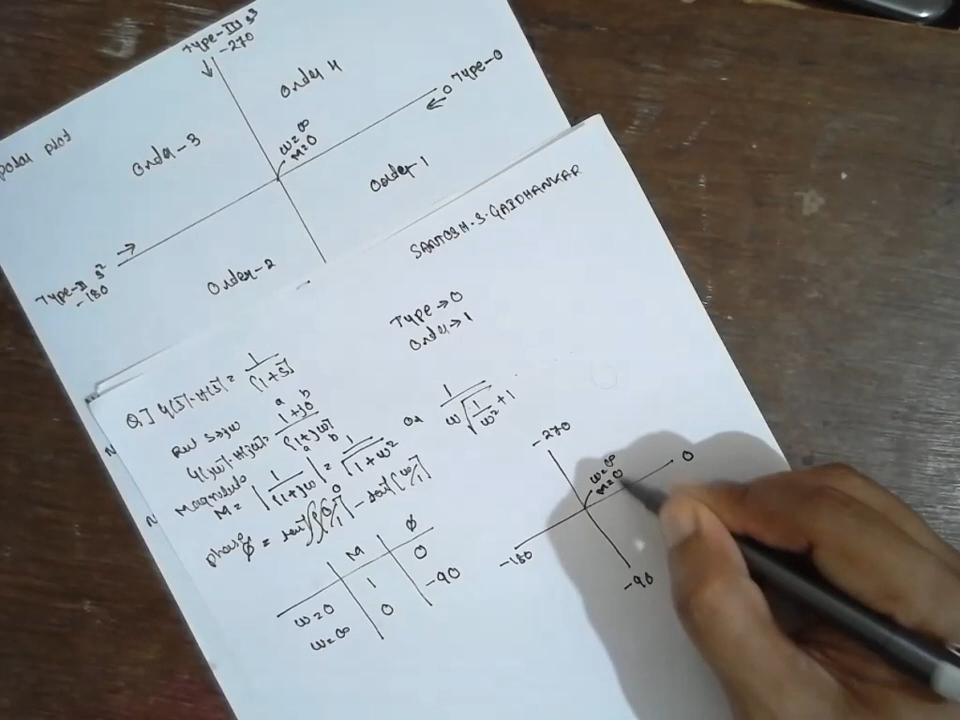 Type-III s³
-270
↓
Order 4
0 Type-0
←
polar plot
Order-3
ω=∞
M=0
Order-1
→
Type-II s²
-180
Order-2
SANTOSH.S.GAIDHANKAR
Type→0
Order→1
Q.] G(s)·H(s) = 1/(1+s)
Put s→jω
G(jω)·H(jω) = 1+j0/(1+jω)
a b
a b
Magnitude
M = |1/(1+jω)| = 1/√1+ω² or 1/ω√1/ω²+1
phase
φ = tan⁻¹(0/1) - tan⁻¹(ω/1)
0
M φ
ω=0 1 0
ω=∞ 0 -90
-270
ω=∞
M=0
0
-180
-90